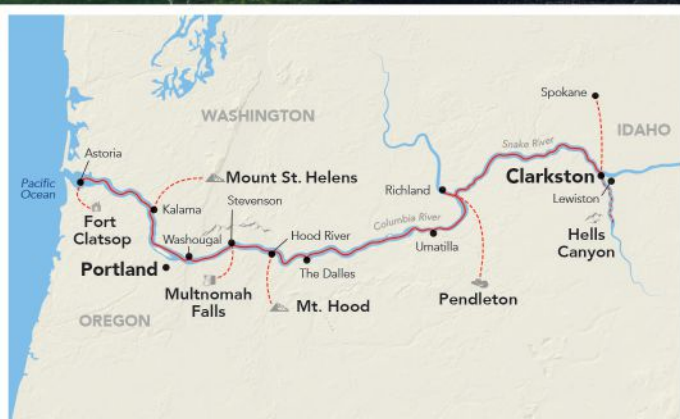 Spokane
WASHINGTON
IDAHO
Snake River
Astoria
Pacific
Ocean
Mount St. Helens
Clarkston
Richland
Lewiston
Stevenson
Fort
Clatsop
Kalama
Columbia River
Washougal
Hood River
Umatilla
Hells
Canyon
Portland
The Dalles
Multnomah
Falls
Mt. Hood
Pendleton
OREGON